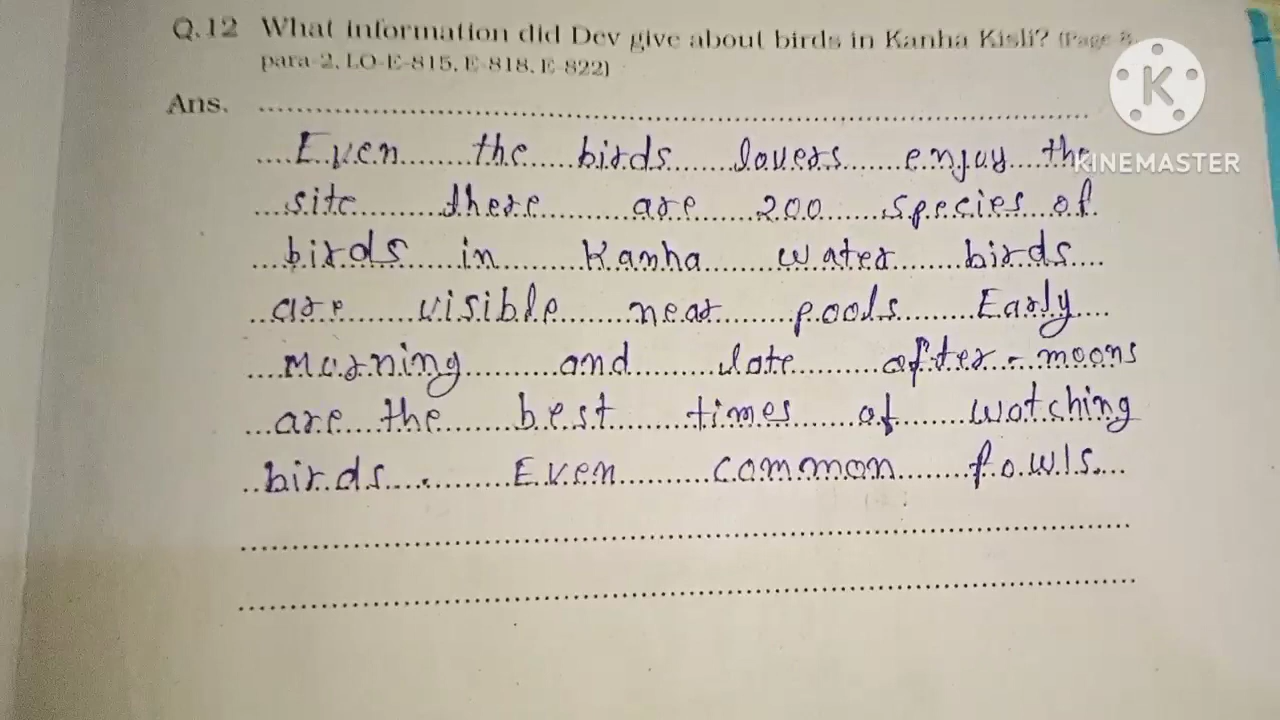 Q.12 What information did Dev give about birds in Kanha Kisli? (Page 8,
para-2, LO-E-815, E-818, E-822)
Ans.
Even the birds lovers enjoy the
site there are 200 species of
birds in Kanha water birds
are visible near pools Early
morning and late after-moons
are the best times of watching
birds. Even common fowls.
K
KINEMASTER